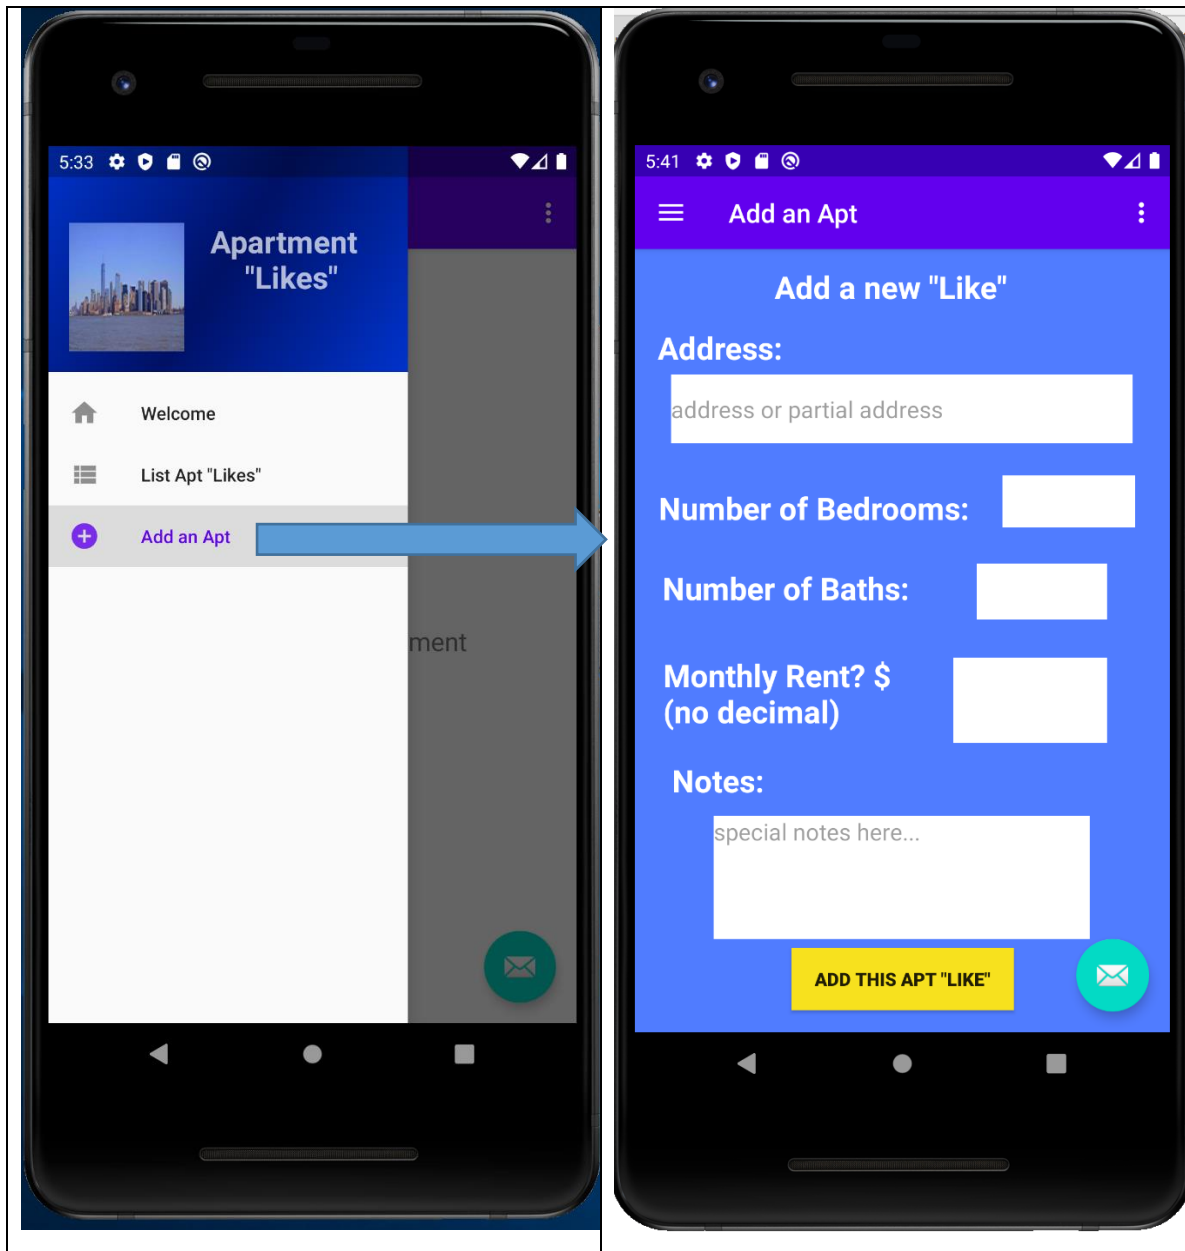 5:33
Apartment
"Likes"
Welcome
List Apt "Likes"
Add an Apt
ment
5:41
Add an Apt
Add a new "Like"
Address:
address or partial address
Number of Bedrooms:
Number of Baths:
Monthly Rent? $
(no decimal)
Notes:
special notes here...
ADD THIS APT "LIKE"